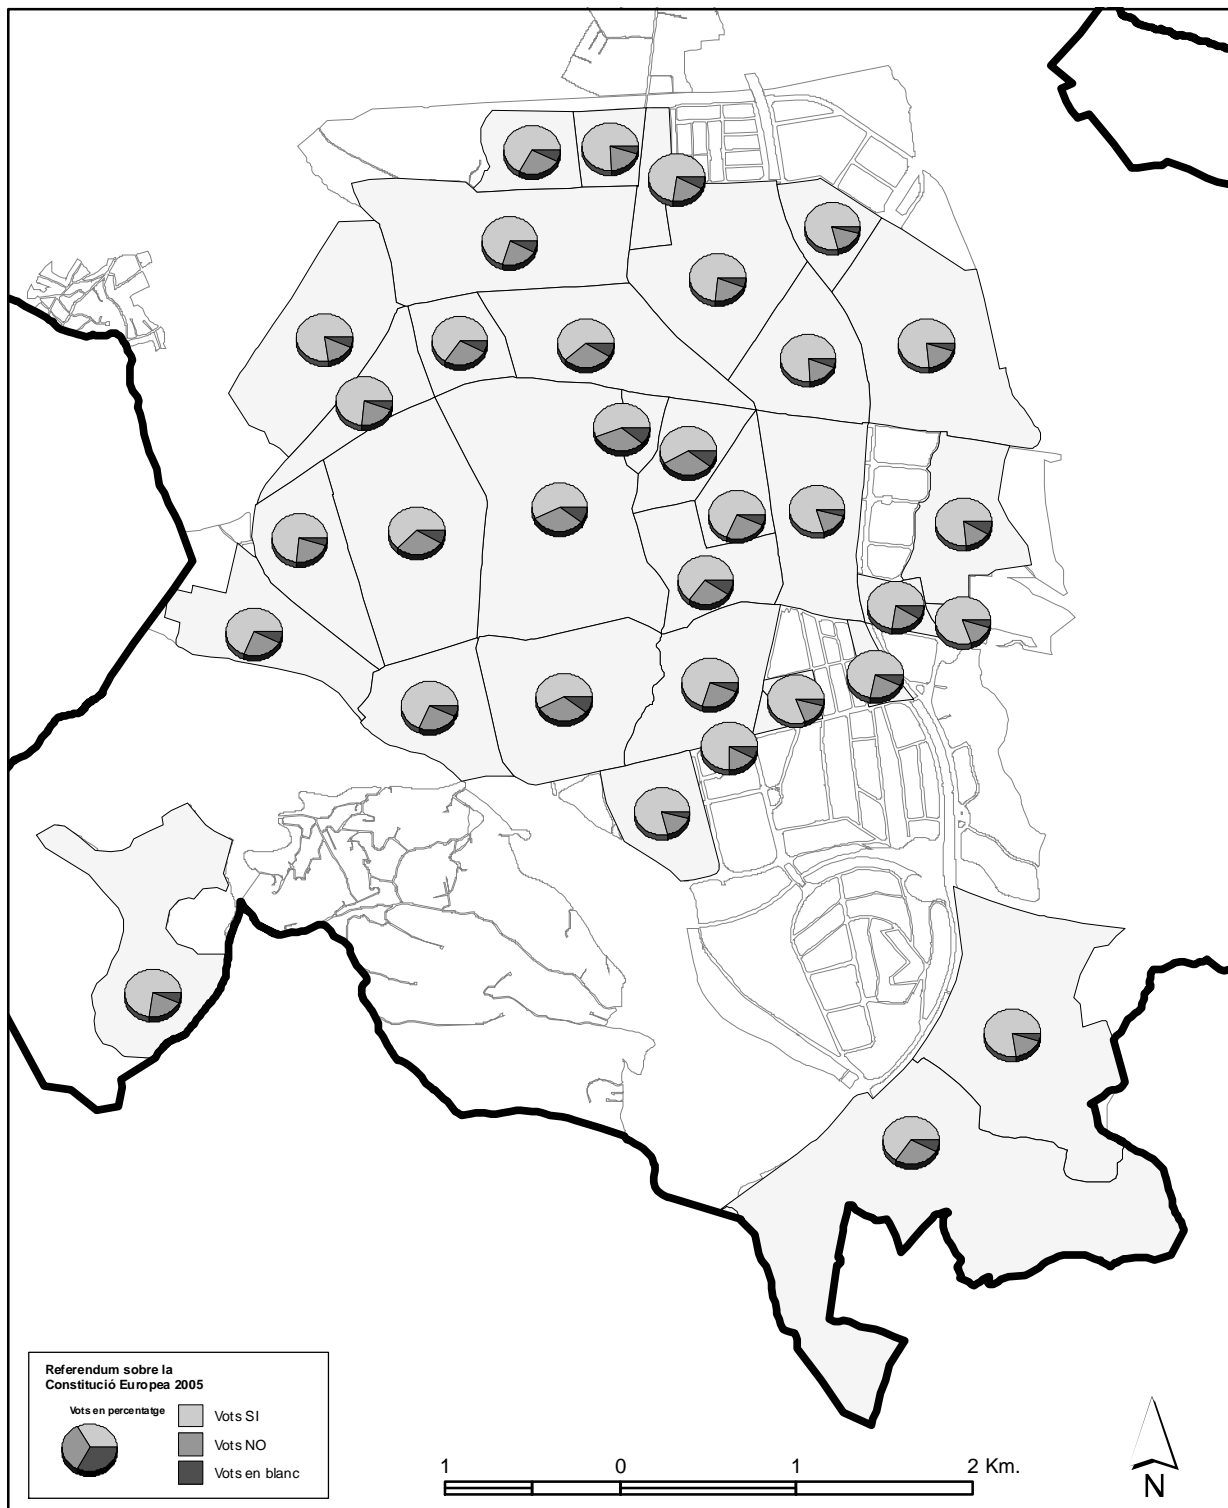 Referendum sobre la
Constitució Europea 2005
Vots en percentatge
Vots SI
Vots NO
Vots en blanc
1 0 1 2 Km.
N